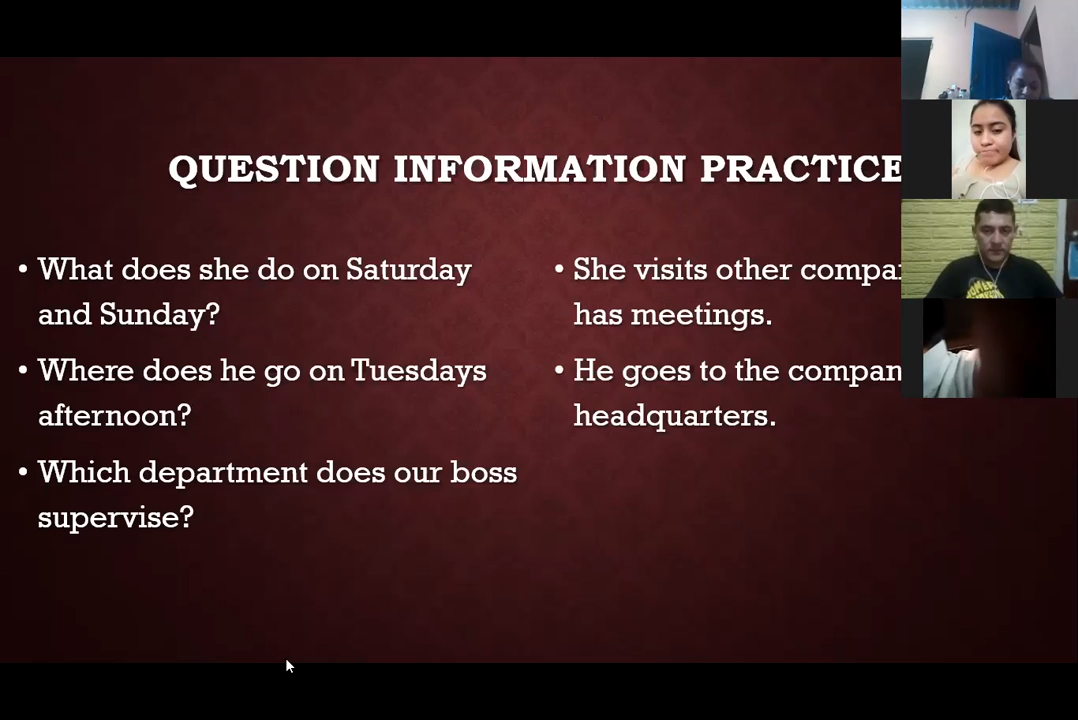 QUESTION INFORMATION PRACTICE
• What does she do on Saturday
and Sunday?
• Where does he go on Tuesdays
afternoon?
• Which department does our boss
supervise?
• She visits other
has meetings.
• He goes to the
headquarters.